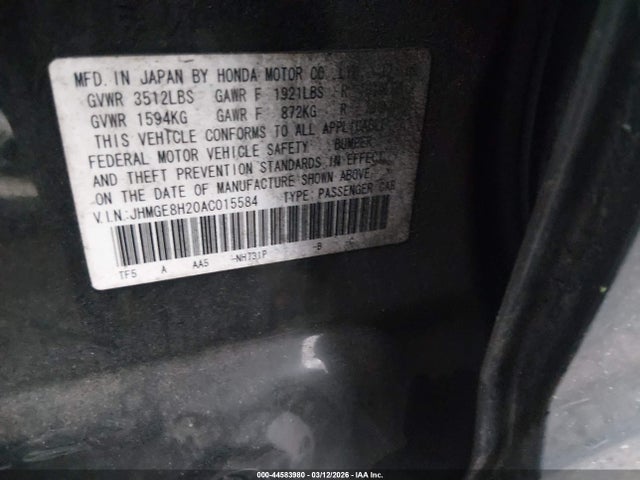 MFD. IN JAPAN BY HONDA MOTOR CO.
GVWR 3512LBS GAWR F 1921LBS R
GVWR 1594KG GAWR F 872KG R
THIS VEHICLE CONFORMS TO ALL APPLICABLE
FEDERAL MOTOR VEHICLE SAFETY BUMPER
AND THEFT PREVENTION STANDARDS IN EFFECT
ON THE DATE OF MANUFACTURE SHOWN ABOVE
V.I.N.:JHMGE8H20AC015584 TYPE: PASSENGER CAR
TF5 A AA5 -NH731P -B
000-44583980 - 03/12/2026 - IAA Inc.